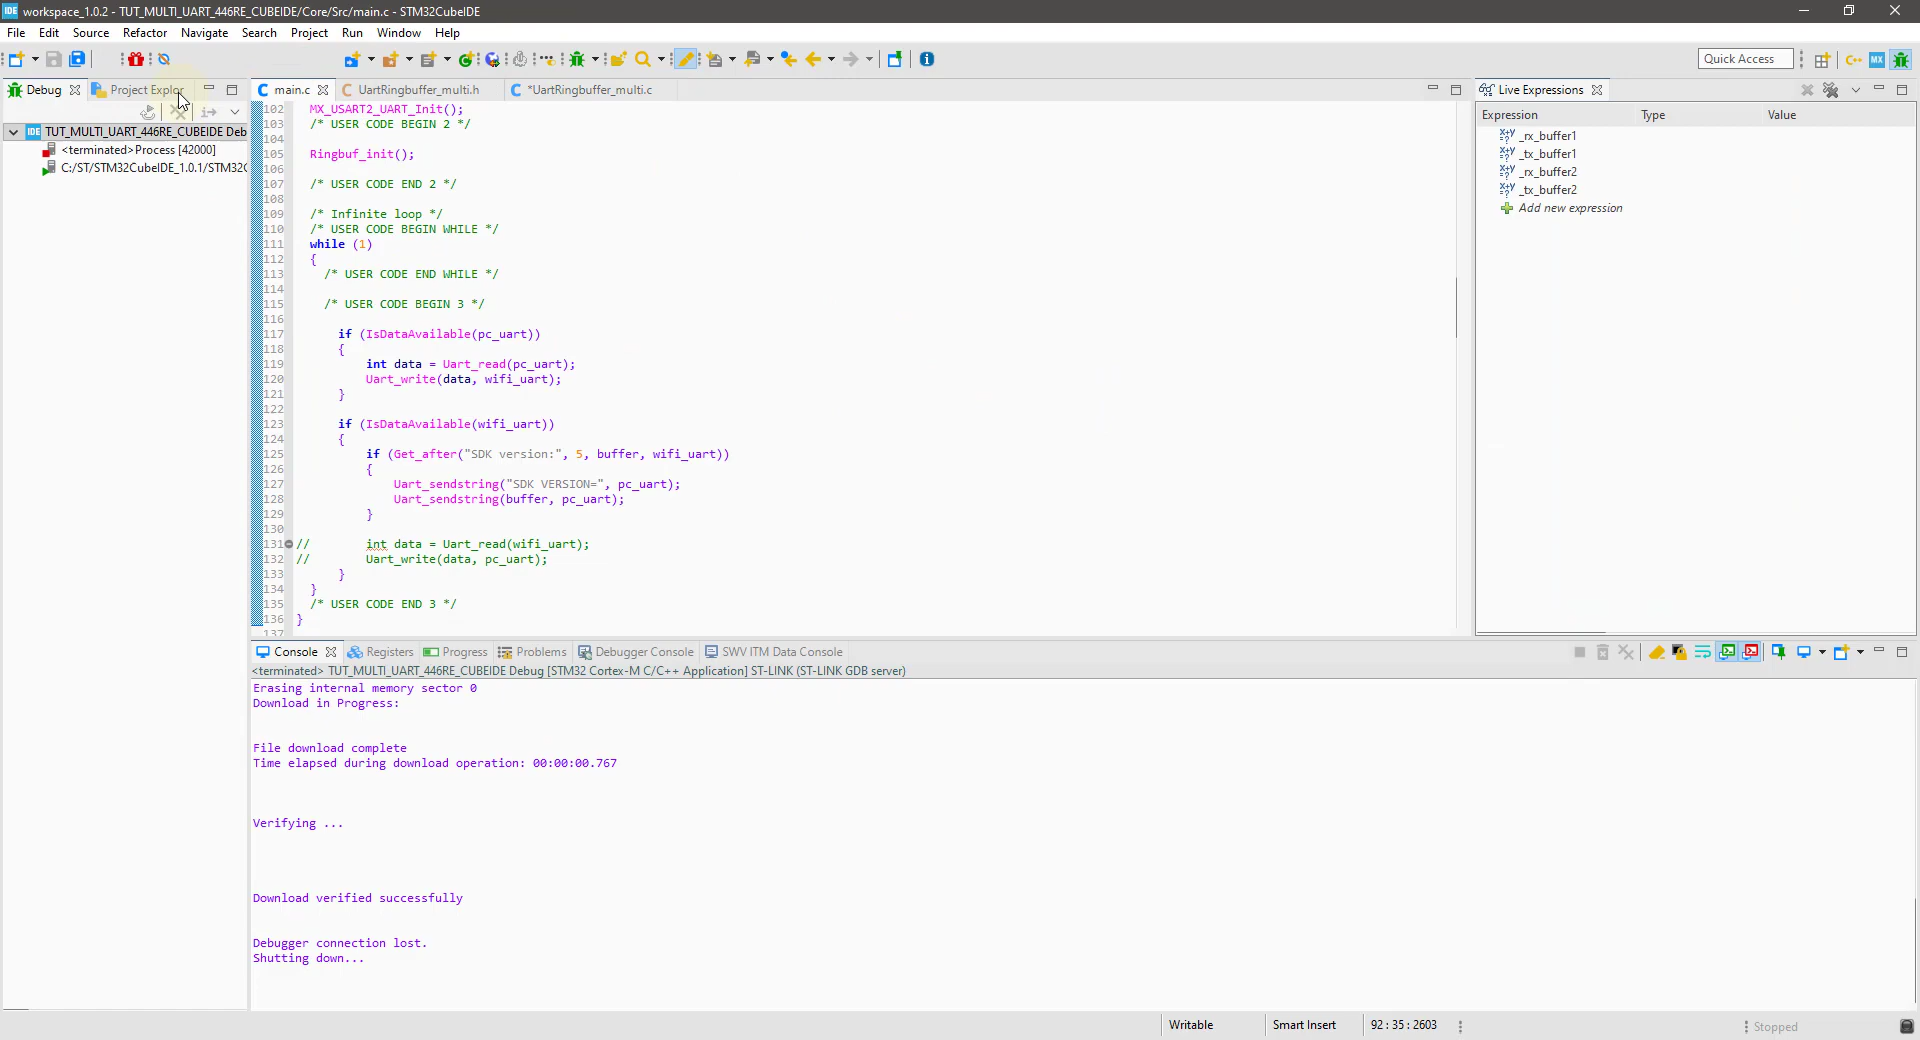 IDE workspace_1.0.2 - TUT_MULTI_UART_446RE_CUBEIDE/Core/Src/main.c - STM32CubeIDE
File Edit Source Refactor Navigate Search Project Run Window Help
Quick Access
Debug Project Explor
main.c UartRingbuffer_multi.h *UartRingbuffer_multi.c
Live Expressions
IDE TUT_MULTI_UART_446RE_CUBEIDE Deb
<terminated>Process [42000]
C:/ST/STM32CubeIDE_1.0.1/STM32C
102 MX_USART2_UART_Init();
103 /* USER CODE BEGIN 2 */
104
105 Ringbuf_init();
106
107 /* USER CODE END 2 */
108
109 /* Infinite loop */
110 /* USER CODE BEGIN WHILE */
111 while (1)
112 {
113 /* USER CODE END WHILE */
114
115 /* USER CODE BEGIN 3 */
116
117 if (IsDataAvailable(pc_uart))
118 {
119 int data = Uart_read(pc_uart);
120 Uart_write(data, wifi_uart);
121 }
122
123 if (IsDataAvailable(wifi_uart))
124 {
125 if (Get_after("SDK version:", 5, buffer, wifi_uart))
126 {
127 Uart_sendstring("SDK VERSION=", pc_uart);
128 Uart_sendstring(buffer, pc_uart);
129 }
130
131 // int data = Uart_read(wifi_uart);
132 // Uart_write(data, pc_uart);
133 }
134 }
135 /* USER CODE END 3 */
136 }
137
Expression Type Value
_rx_buffer1
_tx_buffer1
_rx_buffer2
_tx_buffer2
Add new expression
Console Registers Progress Problems Debugger Console SWV ITM Data Console
<terminated> TUT_MULTI_UART_446RE_CUBEIDE Debug [STM32 Cortex-M C/C++ Application] ST-LINK (ST-LINK GDB server)
Erasing internal memory sector 0
Download in Progress:
File download complete
Time elapsed during download operation: 00:00:00.767
Verifying ...
Download verified successfully
Debugger connection lost.
Shutting down...
Writable Smart Insert 92 : 35 : 2603 Stopped